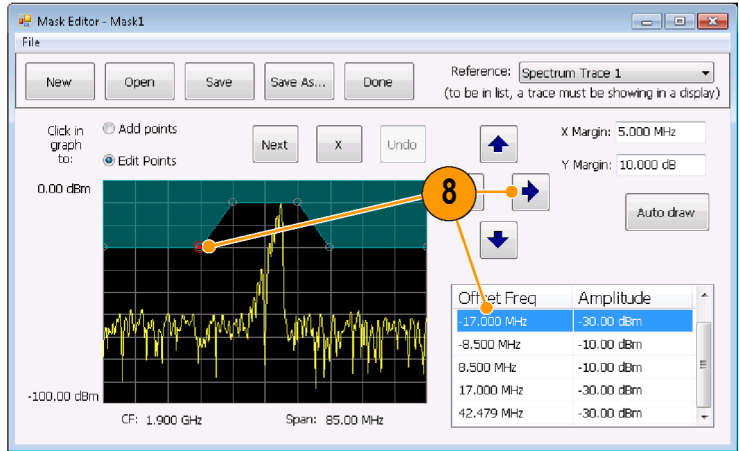 Mask Editor - Mask1
File
New Open Save Save As... Done
Reference: Spectrum Trace 1
(to be in list, a trace must be showing in a display)
Click in graph to:
Add points
Edit Points
Next X Undo
X Margin: 5.000 MHz
Y Margin: 10.000 dB
Auto draw
8
0.00 dBm
-100.00 dBm
CF: 1.900 GHz Span: 85.00 MHz
Offset Freq Amplitude
-17.000 MHz -30.00 dBm
-8.500 MHz -10.00 dBm
8.500 MHz -10.00 dBm
17.000 MHz -30.00 dBm
42.479 MHz -30.00 dBm